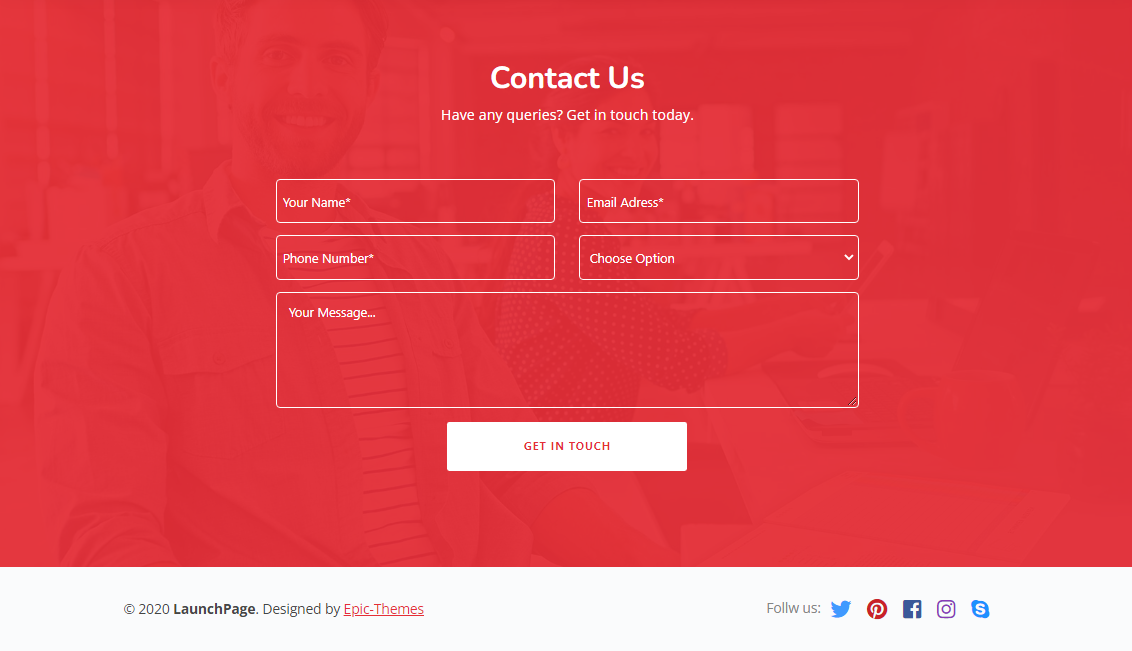 Contact Us
Have any queries? Get in touch today.
Your Name*
Email Adress*
Phone Number*
Choose Option
Your Message...
GET IN TOUCH
© 2020 LaunchPage. Designed by Epic-Themes
Follw us: